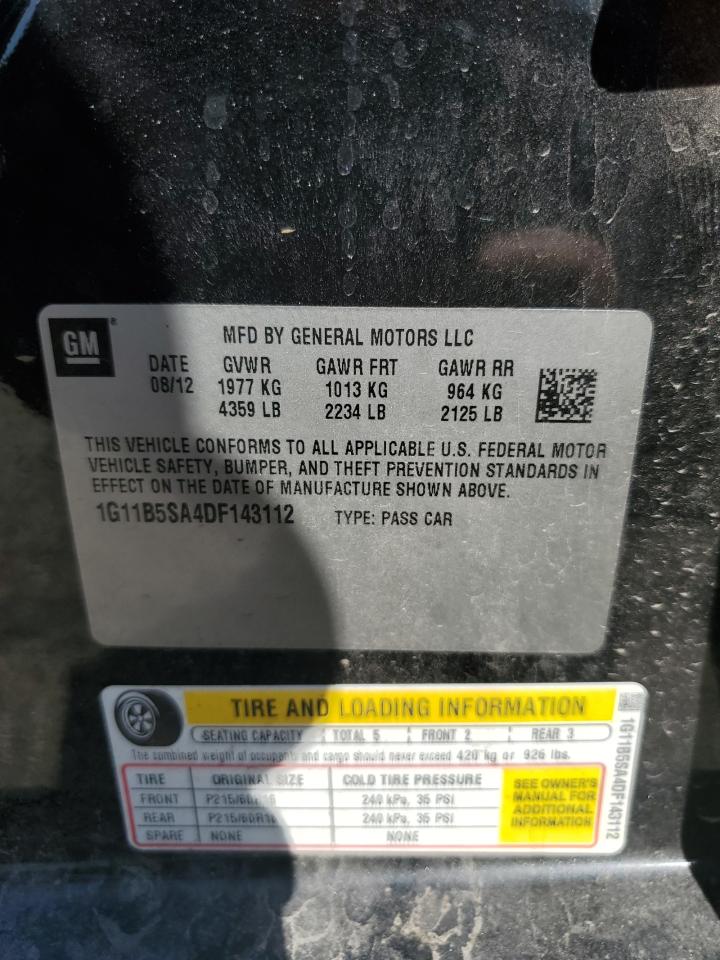 GM®
MFD BY GENERAL MOTORS LLC
DATE GVWR GAWR FRT GAWR RR
08/12 1977 KG 1013 KG 964 KG
4359 LB 2234 LB 2125 LB
THIS VEHICLE CONFORMS TO ALL APPLICABLE U.S. FEDERAL MOTOR
VEHICLE SAFETY, BUMPER, AND THEFT PREVENTION STANDARDS IN
EFFECT ON THE DATE OF MANUFACTURE SHOWN ABOVE.
1G11B5SA4DF143112 TYPE: PASS CAR
TIRE AND LOADING INFORMATION
SEATING CAPACITY TOTAL 5 FRONT 2 REAR 3
The combined weight of occupants and cargo should never exceed 420 kg or 926 lbs.
TIRE ORIGINAL SIZE COLD TIRE PRESSURE
FRONT P215/60R16 240 kPa, 35 PSI
REAR P215/60R16 240 kPa, 35 PSI
SPARE NONE NONE
SEE OWNER'S
MANUAL FOR
ADDITIONAL
INFORMATION
1G11B5SA4DF143112